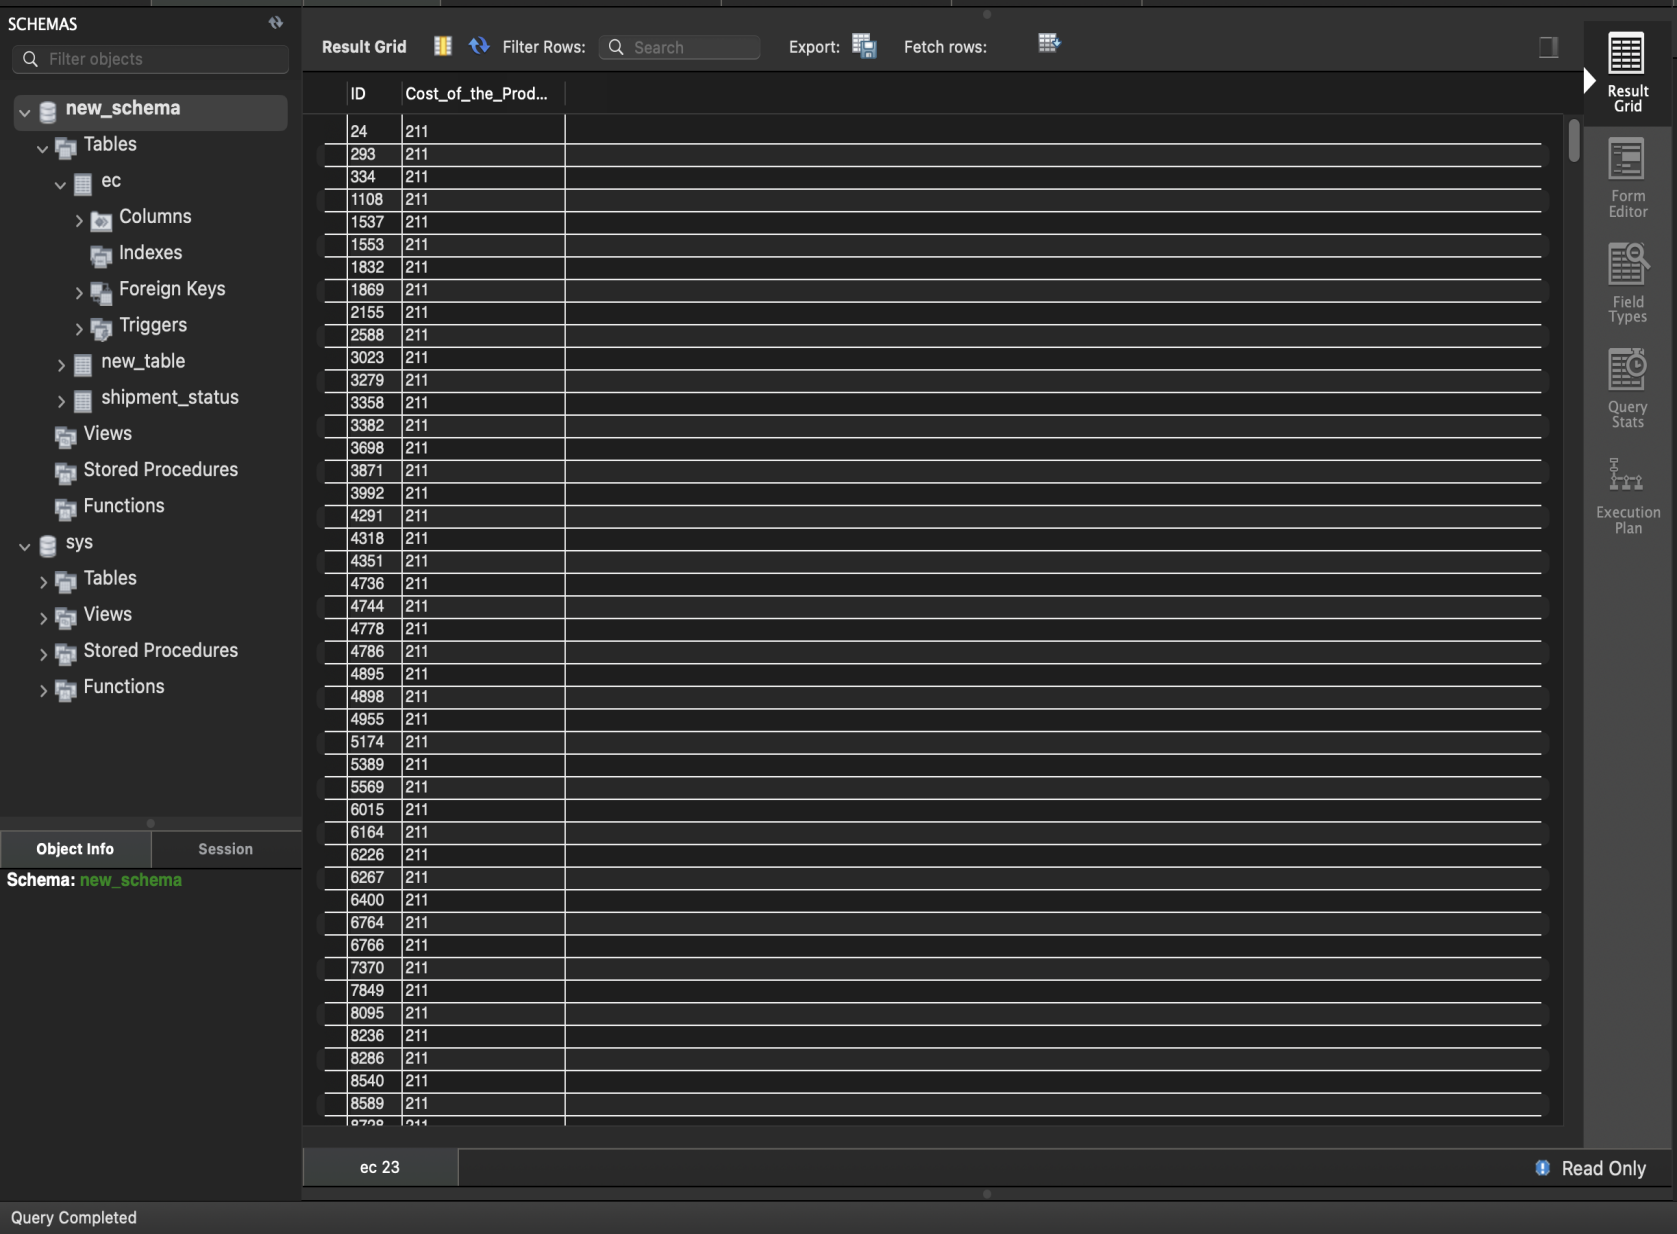 SCHEMAS
Filter objects
new_schema
Tables
ec
Columns
Indexes
Foreign Keys
Triggers
new_table
shipment_status
Views
Stored Procedures
Functions
sys
Tables
Views
Stored Procedures
Functions
Object Info Session
Schema: new_schema
Result Grid Filter Rows: Search Export: Fetch rows:
ID Cost_of_the_Prod...
24 211
293 211
334 211
1108 211
1537 211
1553 211
1832 211
1869 211
2155 211
2588 211
3023 211
3279 211
3358 211
3382 211
3698 211
3871 211
3992 211
4291 211
4318 211
4351 211
4736 211
4744 211
4778 211
4786 211
4895 211
4898 211
4955 211
5174 211
5389 211
5569 211
6015 211
6164 211
6226 211
6267 211
6400 211
6764 211
6766 211
7370 211
7849 211
8095 211
8236 211
8286 211
8540 211
8589 211
8728 211
ec 23
Read Only
Result
Grid
Form
Editor
Field
Types
Query
Stats
Execution
Plan
Query Completed